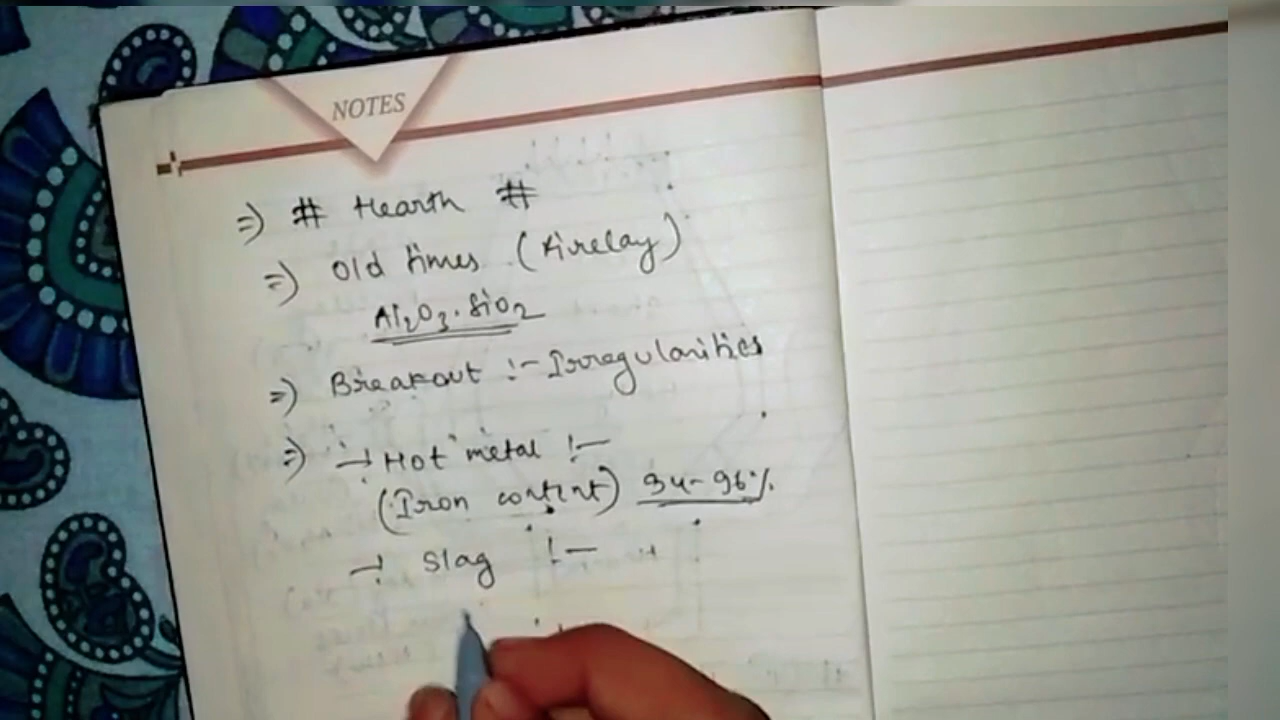 NOTES
=) # Hearth #
=) Old times (Fireclay)
Al2O3.SiO2
=) Breakout :- Irregularities
=) → Hot metal :-
(Iron content) 94-96%
→ Slag :-